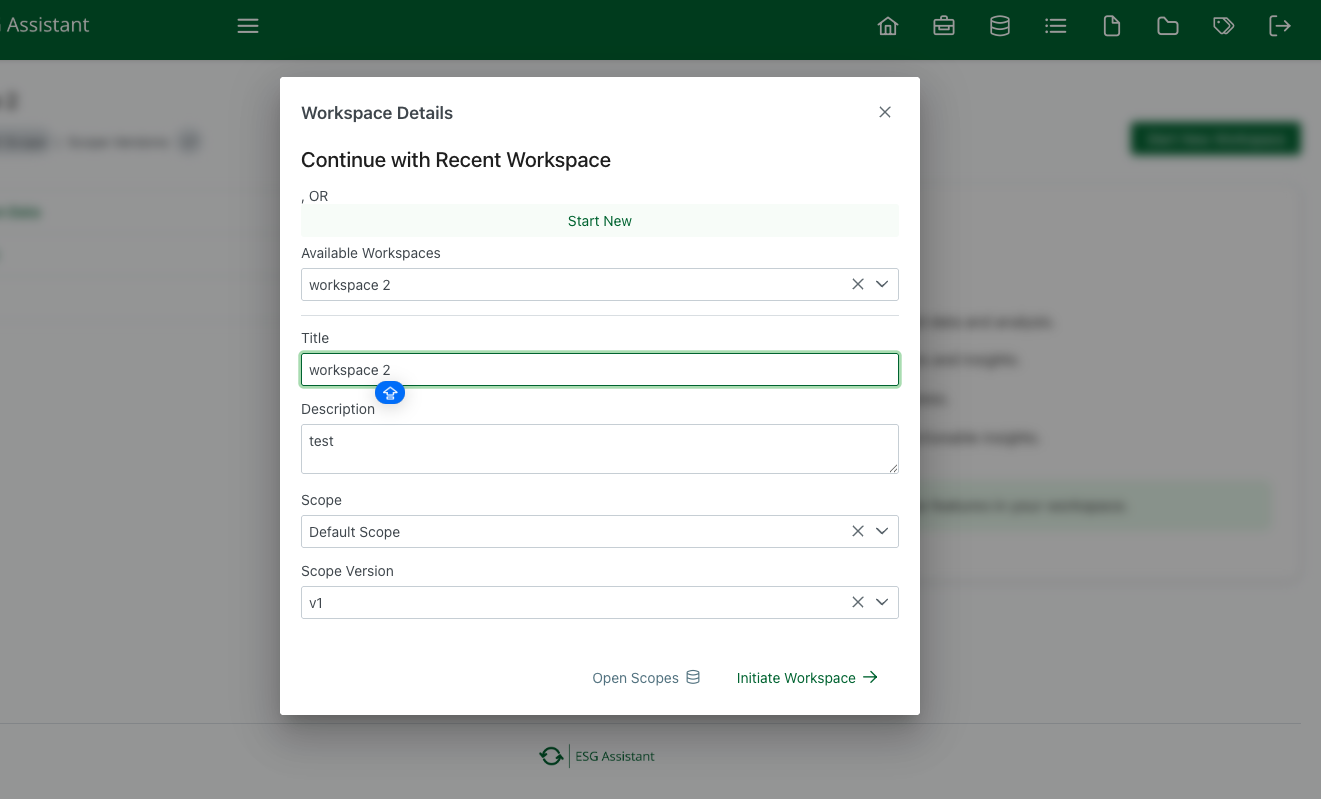 Assistant
Workspace Details
Continue with Recent Workspace
, OR
Start New
Available Workspaces
workspace 2
Title
workspace 2
Description
test
Scope
Default Scope
Scope Version
v1
Open Scopes
Initiate Workspace
ESG Assistant